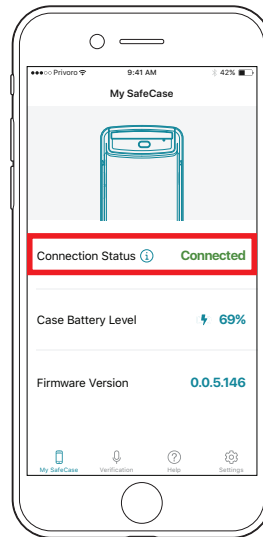 Privoro 9:41 AM 42%
My SafeCase
Connection Status i Connected
Case Battery Level 69%
Firmware Version 0.0.5.146
My SafeCase Verification Help Settings